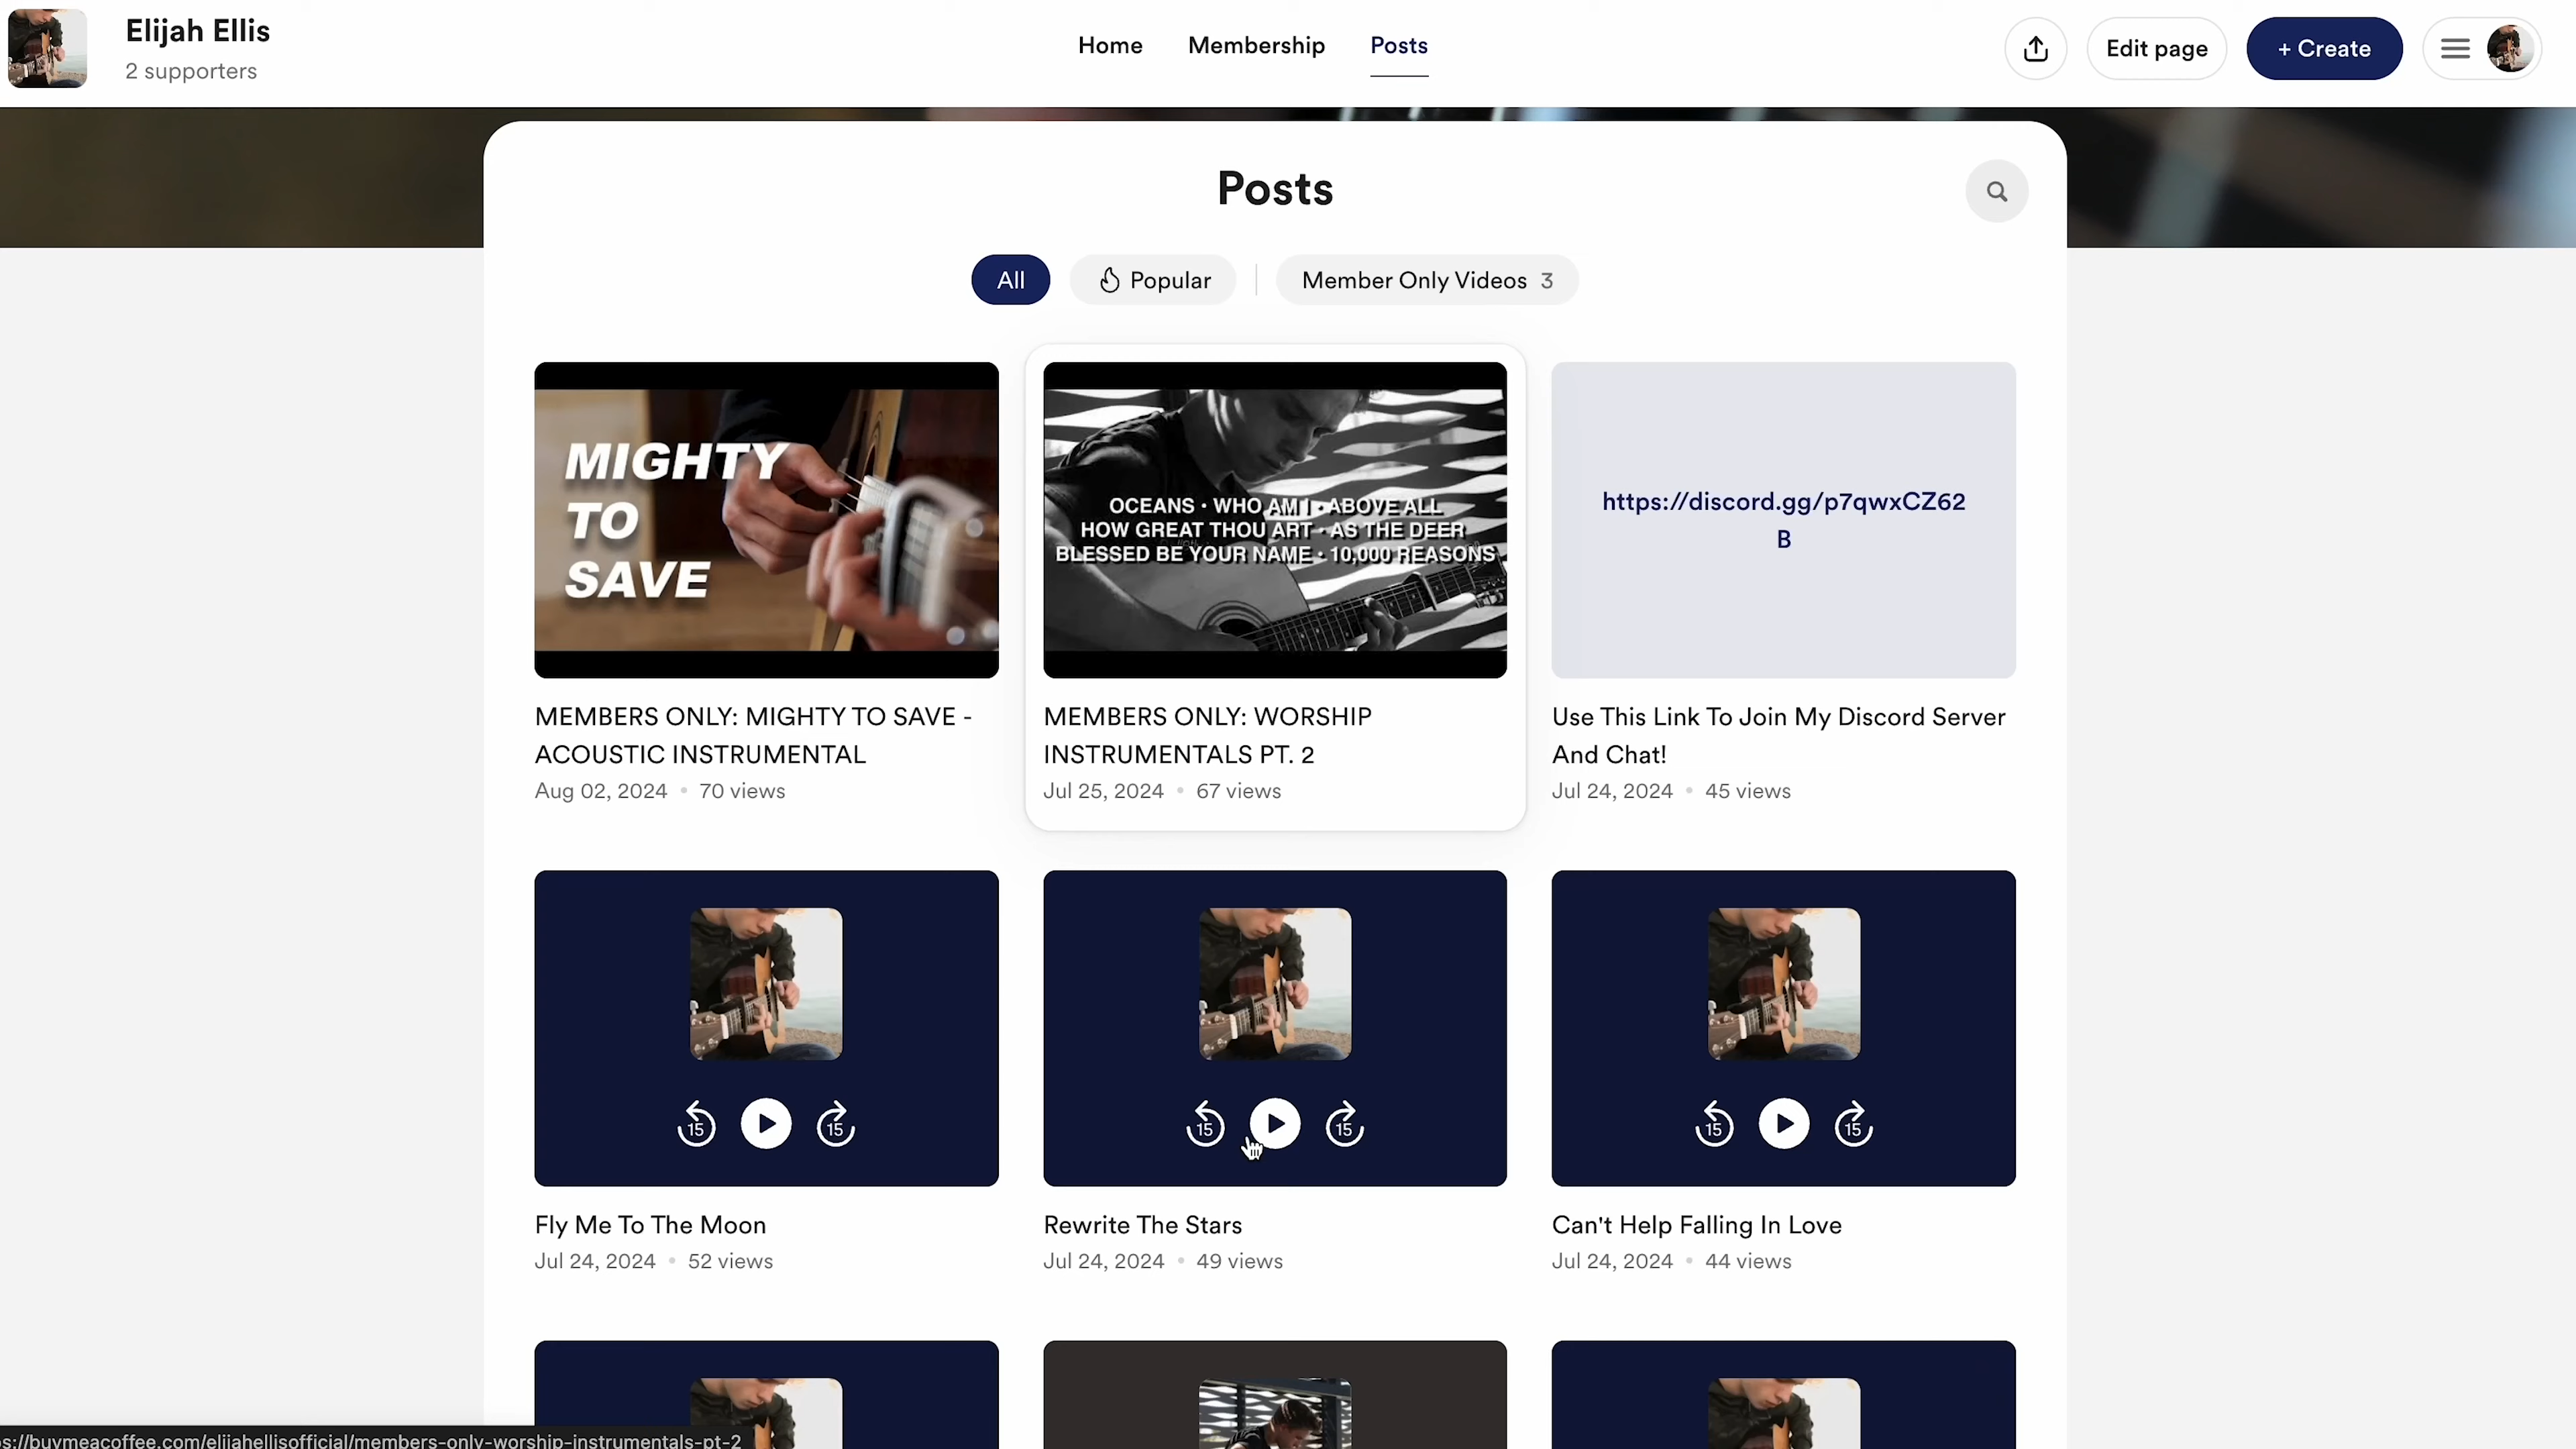 Elijah Ellis
2 supporters
Home
Membership
Posts
Edit page
+ Create
Posts
All
Popular
Member Only Videos 3
MIGHTY
TO
SAVE
OCEANS · WHO AM I · ABOVE ALL
HOW GREAT THOU ART · AS THE DEER
BLESSED BE YOUR NAME · 10,000 REASONS
https://discord.gg/p7qwxCZ62
B
MEMBERS ONLY: MIGHTY TO SAVE -
ACOUSTIC INSTRUMENTAL
Aug 02, 2024 • 70 views
MEMBERS ONLY: WORSHIP
INSTRUMENTALS PT. 2
Jul 25, 2024 • 67 views
Use This Link To Join My Discord Server
And Chat!
Jul 24, 2024 • 45 views
15 15
15 15
15 15
Fly Me To The Moon
Jul 24, 2024 • 52 views
Rewrite The Stars
Jul 24, 2024 • 49 views
Can't Help Falling In Love
Jul 24, 2024 • 44 views
s://buymeacoffee.com/elijahellisofficial/members-only-worship-instrumentals-pt-2